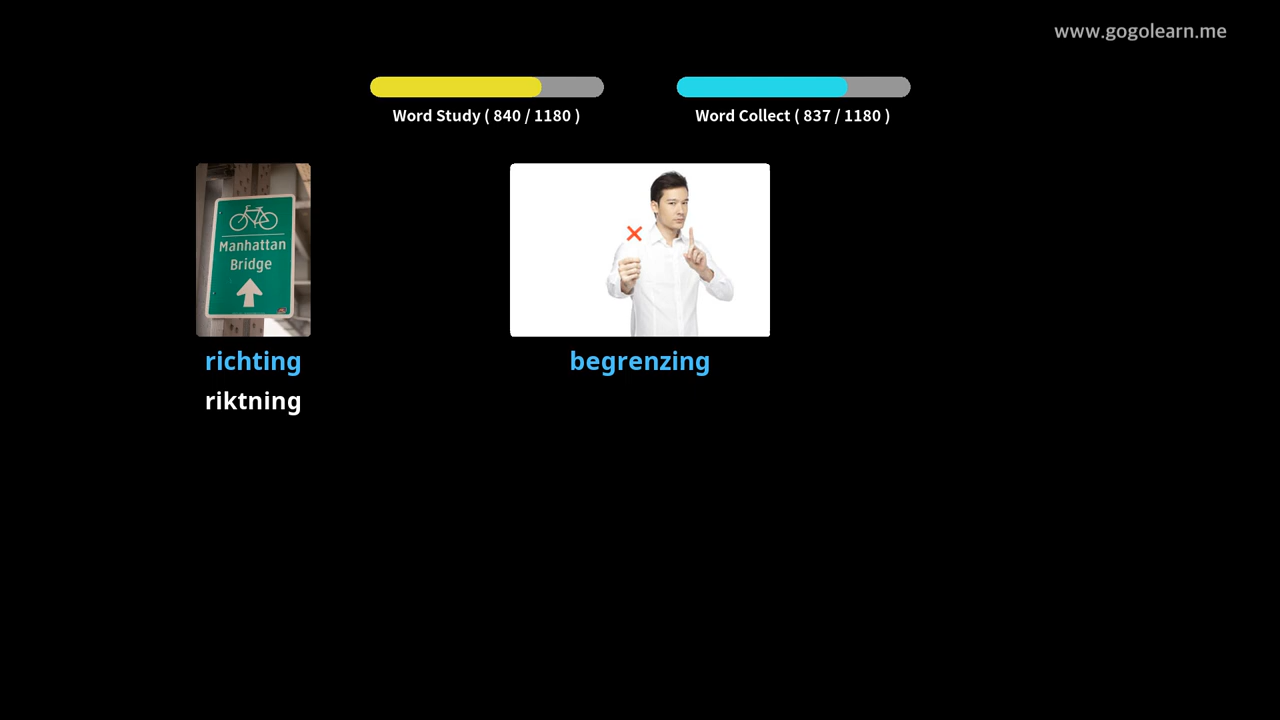 www.gogolearn.me
Word Study ( 840 / 1180 )
Word Collect ( 837 / 1180 )
Manhattan
Bridge
richting
begrenzing
riktning